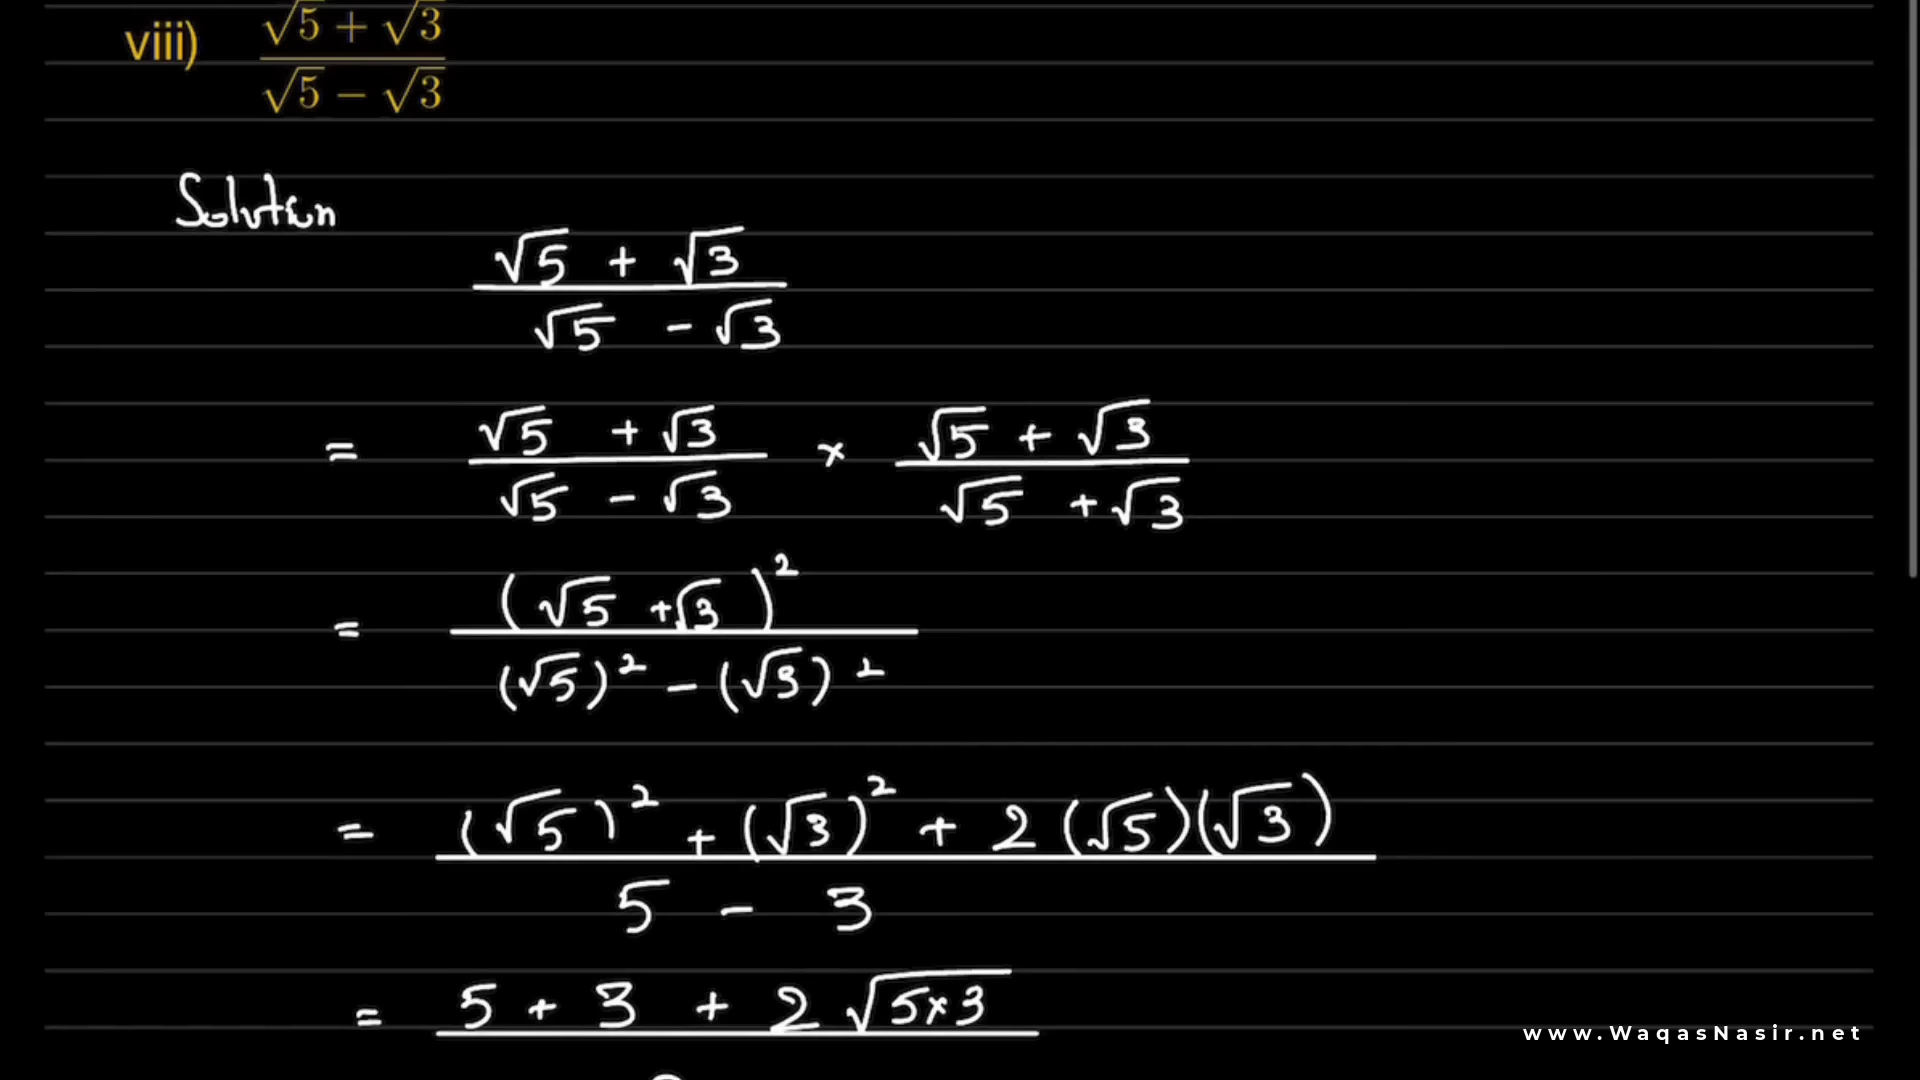 viii) (√5 + √3)/(√5 − √3)
Solution
(√5 + √3)/(√5 − √3)
= (√5 + √3)/(√5 − √3) × (√5 + √3)/(√5 + √3)
= (√5 + √3)²/((√5)² − (√3)²)
= ((√5)² + (√3)² + 2(√5)(√3))/(5 − 3)
= 5 + 3 + 2√(5×3)
www.WaqasNasir.net